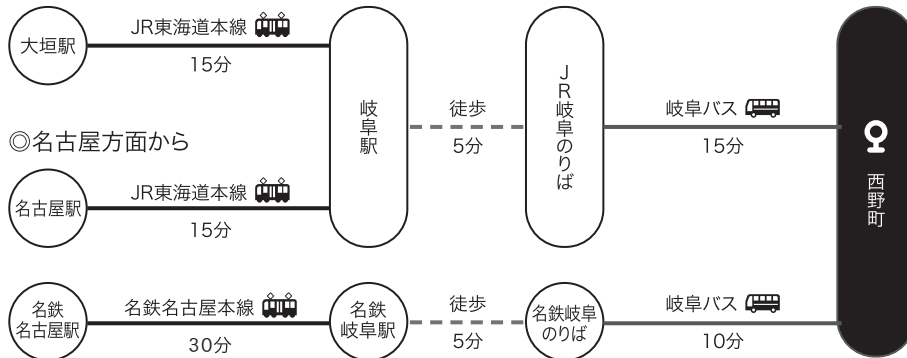 大垣駅
JR東海道本線
15分
◎名古屋方面から
名古屋駅
JR東海道本線
15分
岐阜駅
徒歩
5分
JR岐阜のりば
岐阜バス
15分
西野町
名鉄
名古屋駅
名鉄名古屋本線
30分
名鉄
岐阜駅
徒歩
5分
名鉄岐阜
のりば
岐阜バス
10分